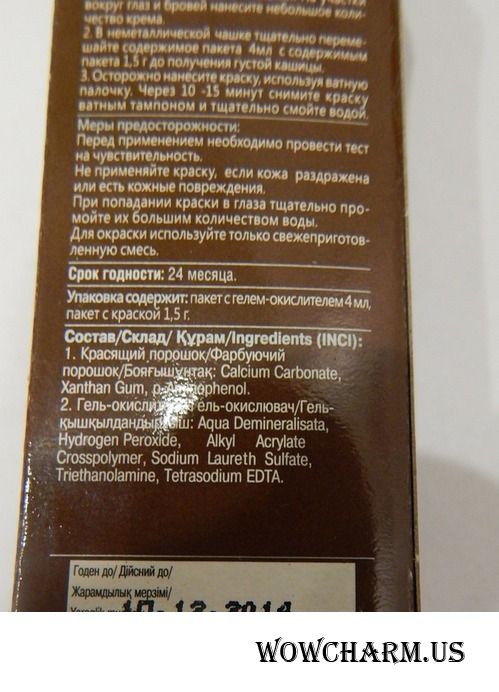 вокруг глаз и бровей нанесите небольшое коли-
чество крема.
2. В неметаллической чашке тщательно переме-
шайте содержимое пакета 4мл с содержимым
пакета 1,5 г до получения густой кашицы.
3. Осторожно нанесите краску, используя ватную
палочку. Через 10 -15 минут снимите краску
ватным тампоном и тщательно смойте водой.
Меры предосторожности:
Перед применением необходимо провести тест
на чувствительность.
Не применяйте краску, если кожа раздражена
или есть кожные повреждения.
При попадании краски в глаза тщательно про-
мойте их большим количеством воды.
Для окраски используйте только свежеприготов-
ленную смесь.
Срок годности: 24 месяца.
Упаковка содержит: пакет с гелем-окислителем 4 мл,
пакет с краской 1,5 г.
Состав/Склад/ Құрам/Ingredients (INCI):
1. Красящий порошок/Фарбуючий
порошок/Бояғыш ұнтақ: Calcium Carbonate,
Xanthan Gum, p-Aminophenol.
2. Гель-окислитель/Гель-окислювач/Гель-
қышқылдандырғыш: Aqua Demineralisata,
Hydrogen Peroxide, Alkyl Acrylate
Crosspolymer, Sodium Laureth Sulfate,
Triethanolamine, Tetrasodium EDTA.
Годен до/ Дійсний до/
Жарамдылық мерзімі/
10.12.2014
WOWCHARM.US